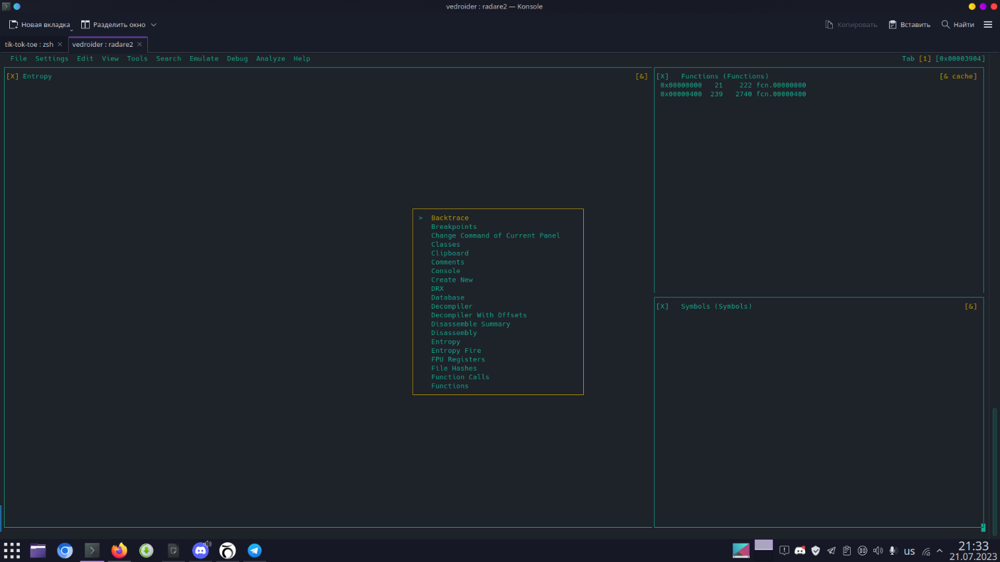 vedroider : radare2 — Konsole
Новая вкладка Разделить окно Копировать Вставить Найти
tik-tok-toe : zsh vedroider : radare2
File Settings Edit View Tools Search Emulate Debug Analyze Help Tab [1] [0x00003904]
[X] Entropy [&]
[X] Functions (Functions) [& cache]
0x00000000 21 222 fcn.00000000
0x00000400 239 2740 fcn.00000400
> Backtrace
Breakpoints
Change Command of Current Panel
Classes
Clipboard
Comments
Console
Create New
DRX
Database
Decompiler
Decompiler With Offsets
Disassemble Summary
Disassembly
Entropy
Entropy Fire
FPU Registers
File Hashes
Function Calls
Functions
[X] Symbols (Symbols) [&]
us
21:33
21.07.2023